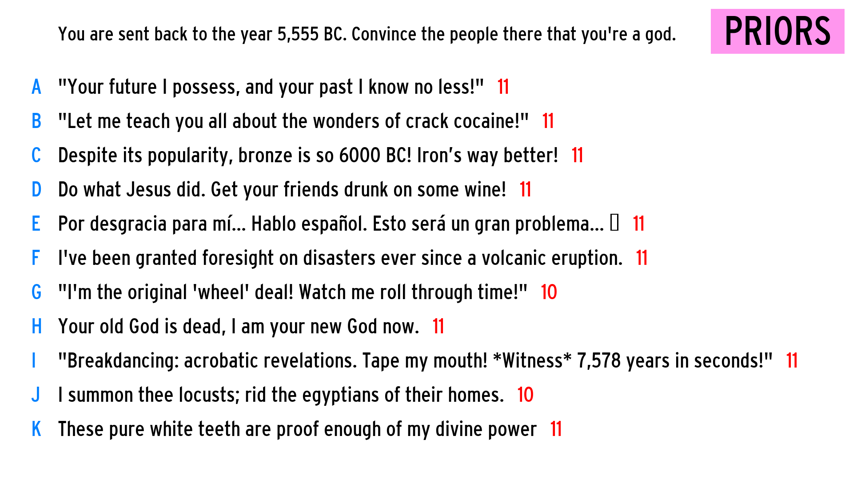 You are sent back to the year 5,555 BC. Convince the people there that you're a god.
PRIORS
A "Your future I possess, and your past I know no less!" 11
B "Let me teach you all about the wonders of crack cocaine!" 11
C Despite its popularity, bronze is so 6000 BC! Iron’s way better! 11
D Do what Jesus did. Get your friends drunk on some wine! 11
E Por desgracia para mí... Hablo español. Esto será un gran problema... 11
F I've been granted foresight on disasters ever since a volcanic eruption. 11
G "I'm the original 'wheel' deal! Watch me roll through time!" 10
H Your old God is dead, I am your new God now. 11
I "Breakdancing: acrobatic revelations. Tape my mouth! *Witness* 7,578 years in seconds!" 11
J I summon thee locusts; rid the egyptians of their homes. 10
K These pure white teeth are proof enough of my divine power 11